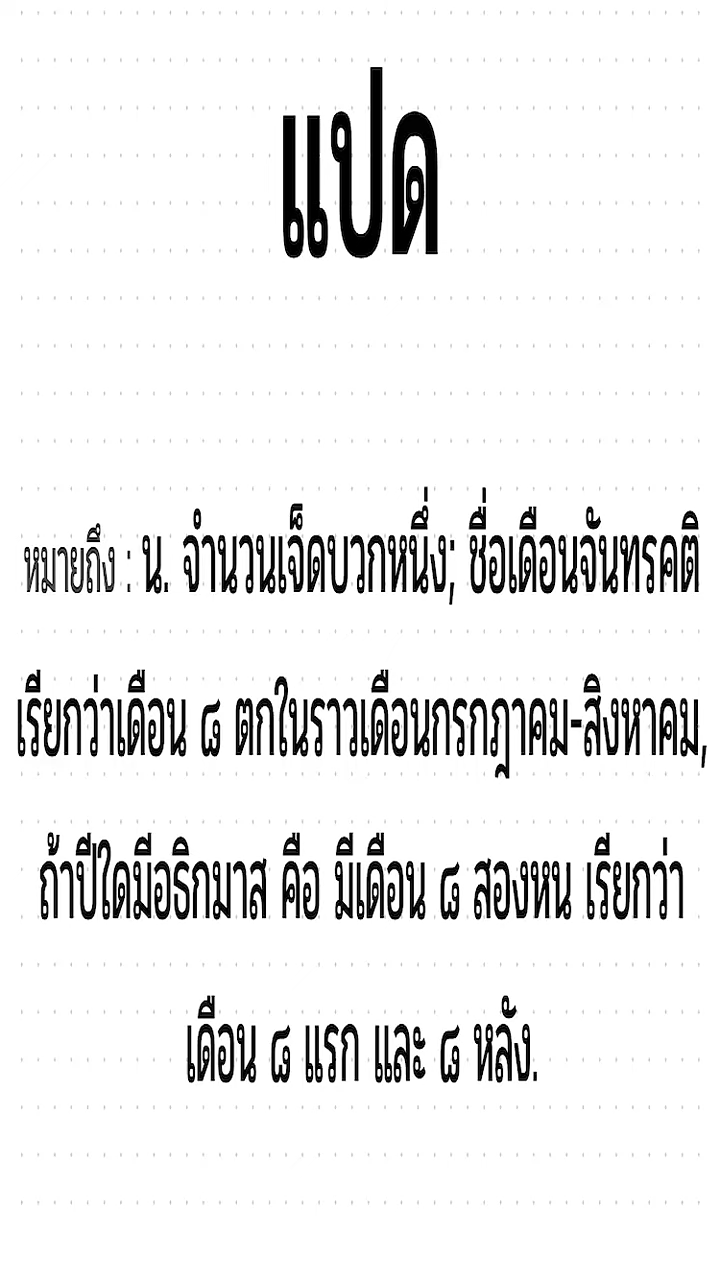 แปด
หมายถึง : น. จำนวนเจ็ดบวกหนึ่ง; ชื่อเดือนจันทรคติ
เรียกว่าเดือน ๘ ตกในราวเดือนกรกฎาคม-สิงหาคม,
ถ้าปีใดมีอธิกมาส คือ มีเดือน ๘ สองหน เรียกว่า
เดือน ๘ แรก และ ๘ หลัง.